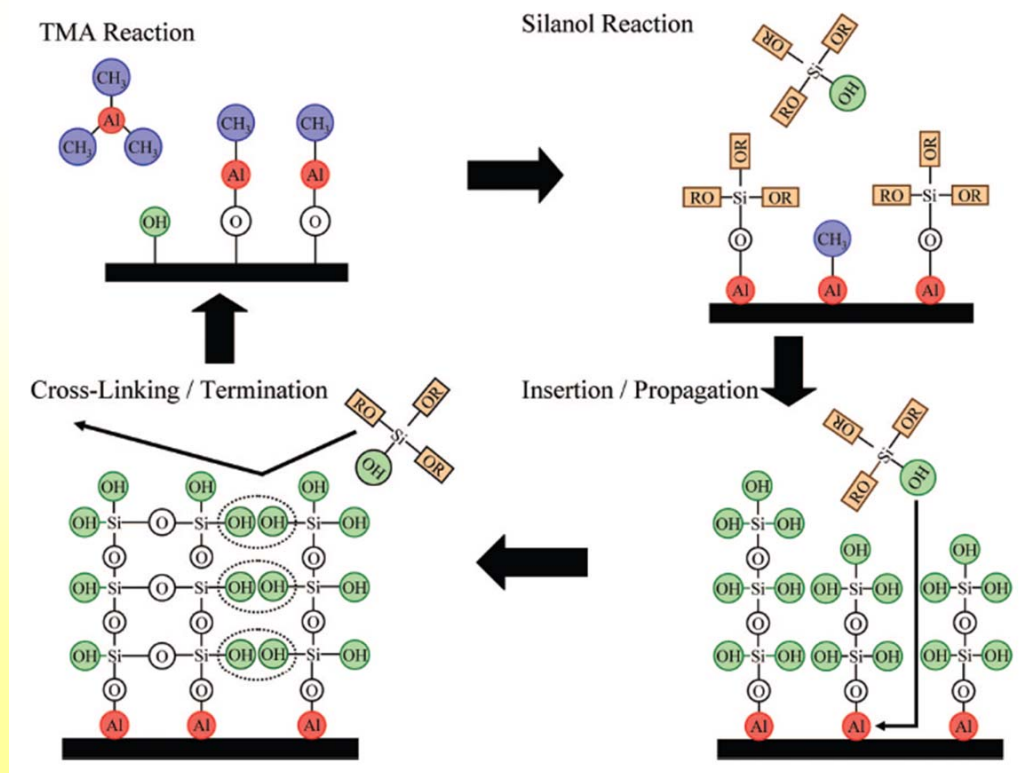 TMA Reaction
CH₃
Al
CH₃ CH₃
CH₃ CH₃
Al Al
OH O O
Silanol Reaction
OR OR
Si
RO OH
OR OR
RO Si OR RO Si OR
O CH₃ O
Al Al Al
Insertion / Propagation
OR OR
Si
RO OH
OH
OH Si OH
O OH OH
OH Si OH OH Si OH OH Si OH
O O O
OH Si OH OH Si OH OH Si OH
O O O
Al Al Al
Cross-Linking / Termination
RO OR
Si
OH OR
OH OH OH
OH Si O Si OH OH Si OH
O O O
OH Si O Si OH OH Si OH
O O O
OH Si O Si OH OH Si OH
O O O
Al Al Al